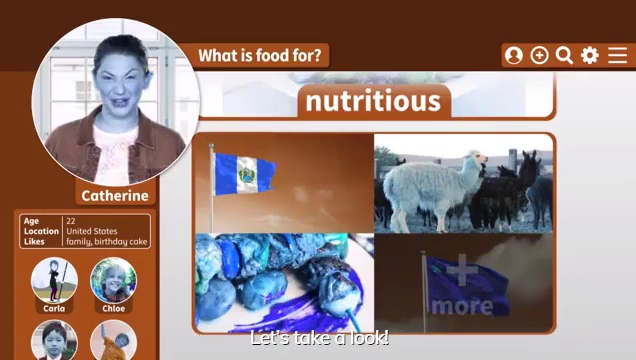 What is food for?
nutritious
Catherine
Age 22
Location United States
Likes family, birthday cake
Carla Chloe
+
more
Let's take a look!